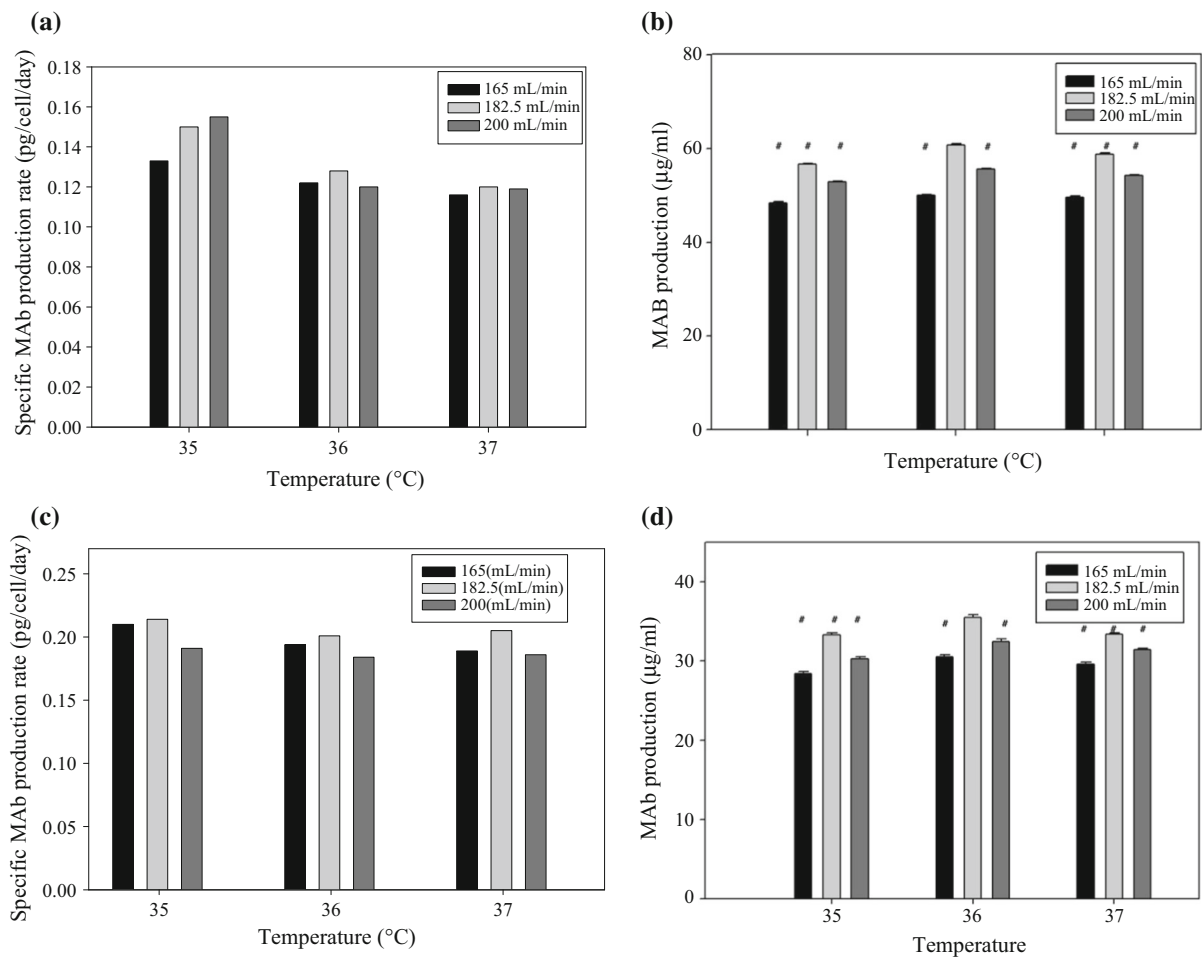 (a)
Specific MAb production rate (pg/cell/day)
0.18
0.16
0.14
0.12
0.10
0.08
0.06
0.04
0.02
0.00
165 mL/min
182.5 mL/min
200 mL/min
35
36
37
Temperature (°C)
(b)
MAB production (µg/ml)
80
60
40
20
0
165 mL/min
182.5 mL/min
200 mL/min
# # #
# #
# # #
Temperature (°C)
(c)
Specific MAb production rate (pg/cell/day)
0.25
0.20
0.15
0.10
0.05
0.00
165(mL/min)
182.5(mL/min)
200(mL/min)
35
36
37
Temperature (°C)
(d)
MAb production (µg/ml)
40
30
20
10
0
165 mL/min
182.5 mL/min
200 mL/min
# # #
# #
# # #
35
36
37
Temperature